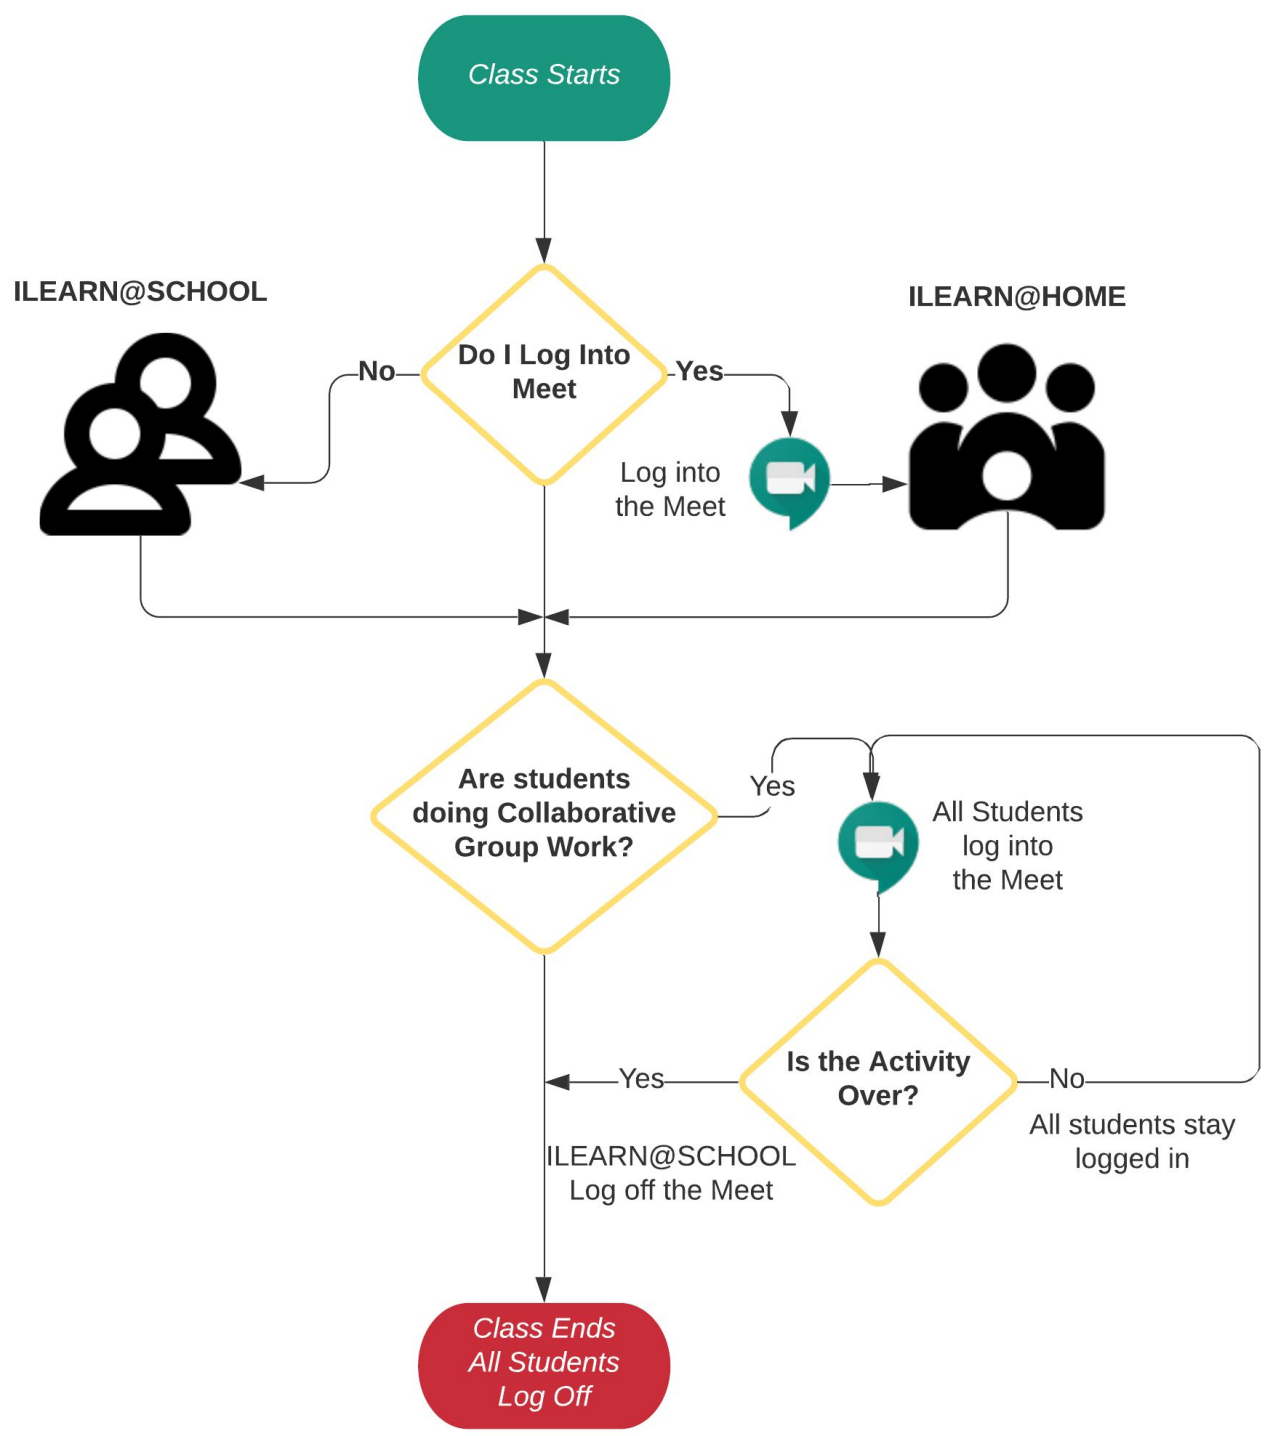 Class Starts
ILEARN@SCHOOL
ILEARN@HOME
Do I Log Into
Meet
No
Yes
Log into
the Meet
Are students
doing Collaborative
Group Work?
Yes
All Students
log into
the Meet
Is the Activity
Over?
Yes
No
All students stay
logged in
ILEARN@SCHOOL
Log off the Meet
Class Ends
All Students
Log Off